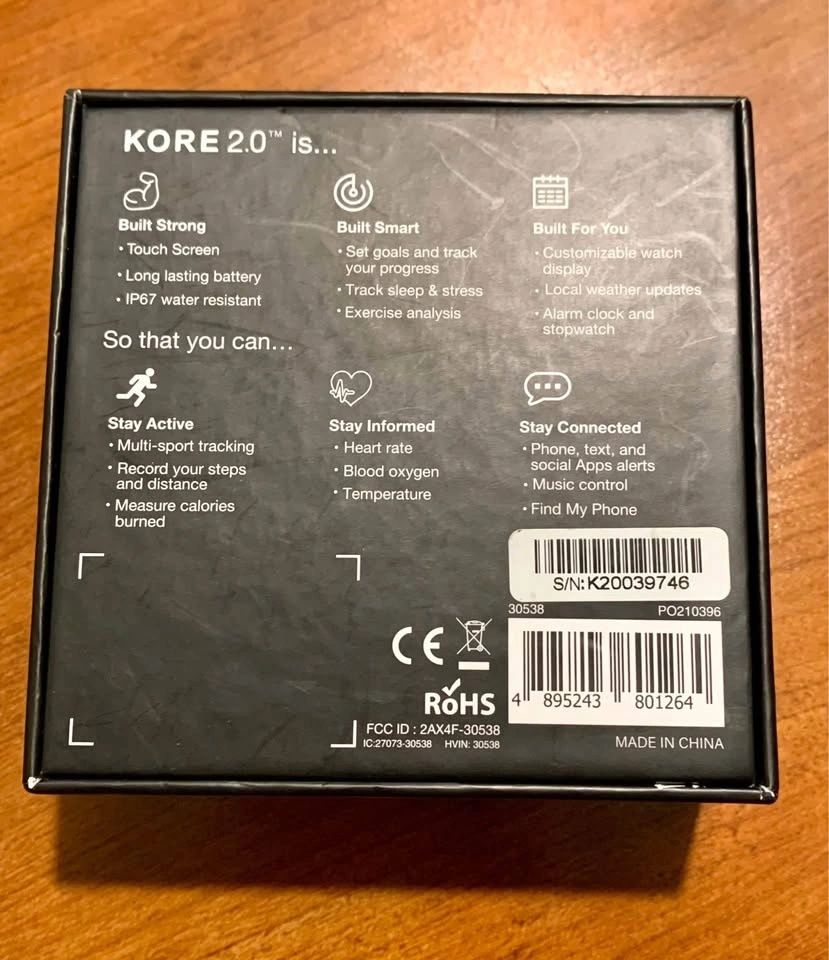 KORE 2.0™ is...
Built Strong
• Touch Screen
• Long lasting battery
• IP67 water resistant
Built Smart
• Set goals and track
your progress
• Track sleep & stress
• Exercise analysis
Built For You
• Customizable watch
display
• Local weather updates
• Alarm clock and
stopwatch
So that you can...
Stay Active
• Multi-sport tracking
• Record your steps
and distance
• Measure calories
burned
Stay Informed
• Heart rate
• Blood oxygen
• Temperature
Stay Connected
• Phone, text, and
social Apps alerts
• Music control
• Find My Phone
S/N: K20039746
30538 PO210396
4 895243 801264
CE
RoHS
FCC ID : 2AX4F-30538
IC:27073-30538 HVIN: 30538
MADE IN CHINA